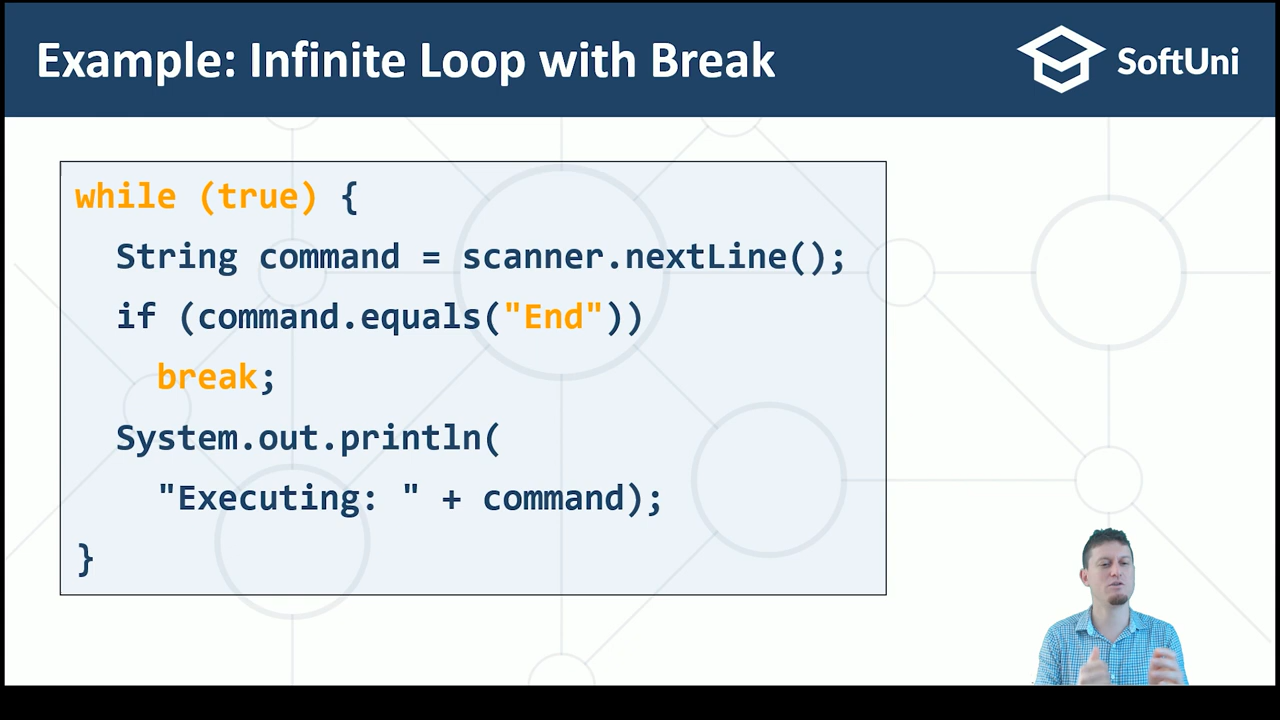 Example: Infinite Loop with Break
SoftUni
while (true) {
  String command = scanner.nextLine();
  if (command.equals("End"))
    break;
  System.out.println(
    "Executing: " + command);
}